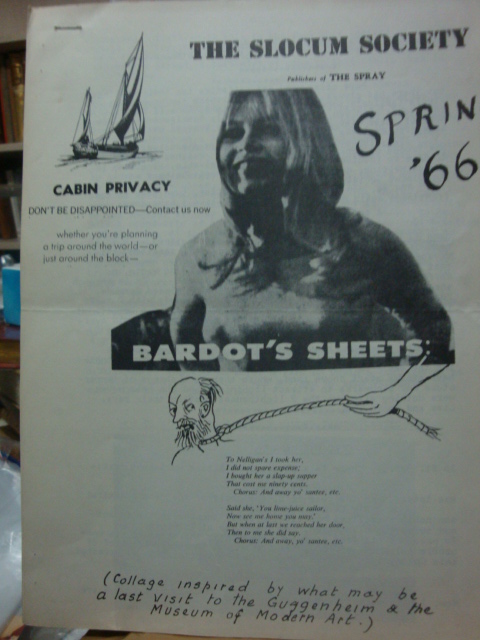 THE SLOCUM SOCIETY
Publishers of THE SPRAY
SPRIN
'66
CABIN PRIVACY
DON'T BE DISAPPOINTED—Contact us now
whether you're planning
a trip around the world—or
just around the block—
BARDOT'S SHEETS
To Nelligan's I took her,
I did not spare expense;
I bought her a slap-up supper
That cost me ninety cents.
Chorus: And away yo' santee, etc.
Said she, 'You lime-juice sailor,
Now see me home you may,'
But when at last we reached her door,
Then to me she did say.
Chorus: And away, yo' santee, etc.
(Collage inspired by what may be
a last visit to the Guggenheim & the
Museum of Modern Art.)